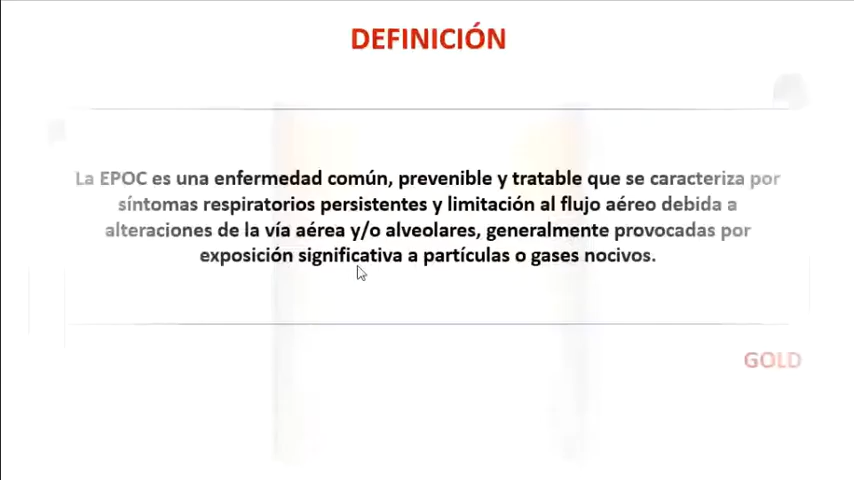 DEFINICIÓN
La EPOC es una enfermedad común, prevenible y tratable que se caracteriza por
síntomas respiratorios persistentes y limitación al flujo aéreo debida a
alteraciones de la vía aérea y/o alveolares, generalmente provocadas por
exposición significativa a partículas o gases nocivos.
GOLD